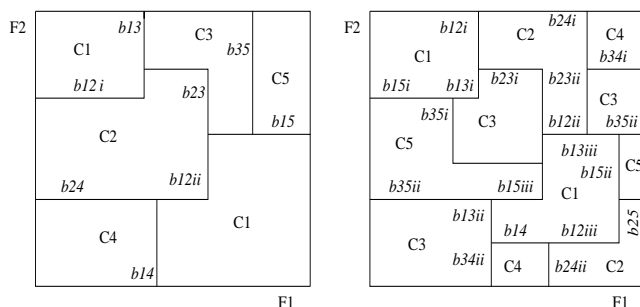 F2 b13 C3 F2 b12i C2 b24i C4
C1 b35 C1 b34i
b12 i b23 C5 b15i b13i b23i b23ii C3
b15 b35i b12ii b35ii
C2 C5 C3 b13iii
b24 b12ii b35ii b15iii b15ii C5
C1 C1
C4 C3 b13ii b14 b12iii b25
b14 b34ii C4 b24ii C2
F1 F1